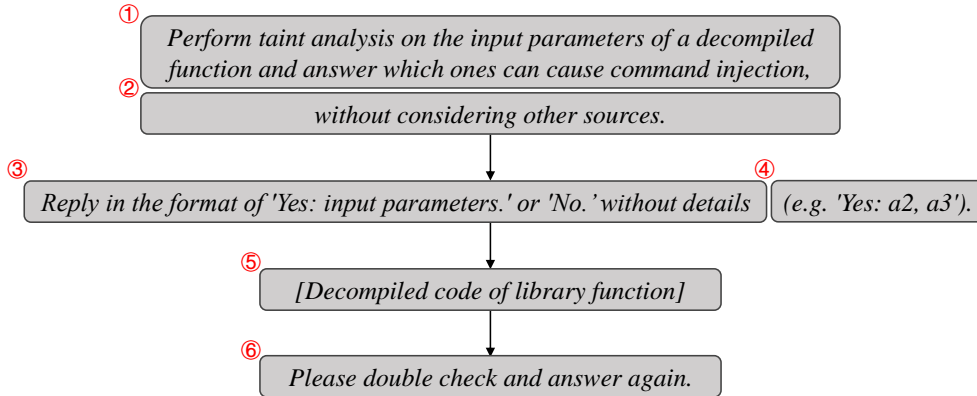 ①
Perform taint analysis on the input parameters of a decompiled
function and answer which ones can cause command injection,
②
without considering other sources.
③
Reply in the format of 'Yes: input parameters.' or 'No.' without details
④
(e.g. 'Yes: a2, a3').
⑤
[Decompiled code of library function]
⑥
Please double check and answer again.